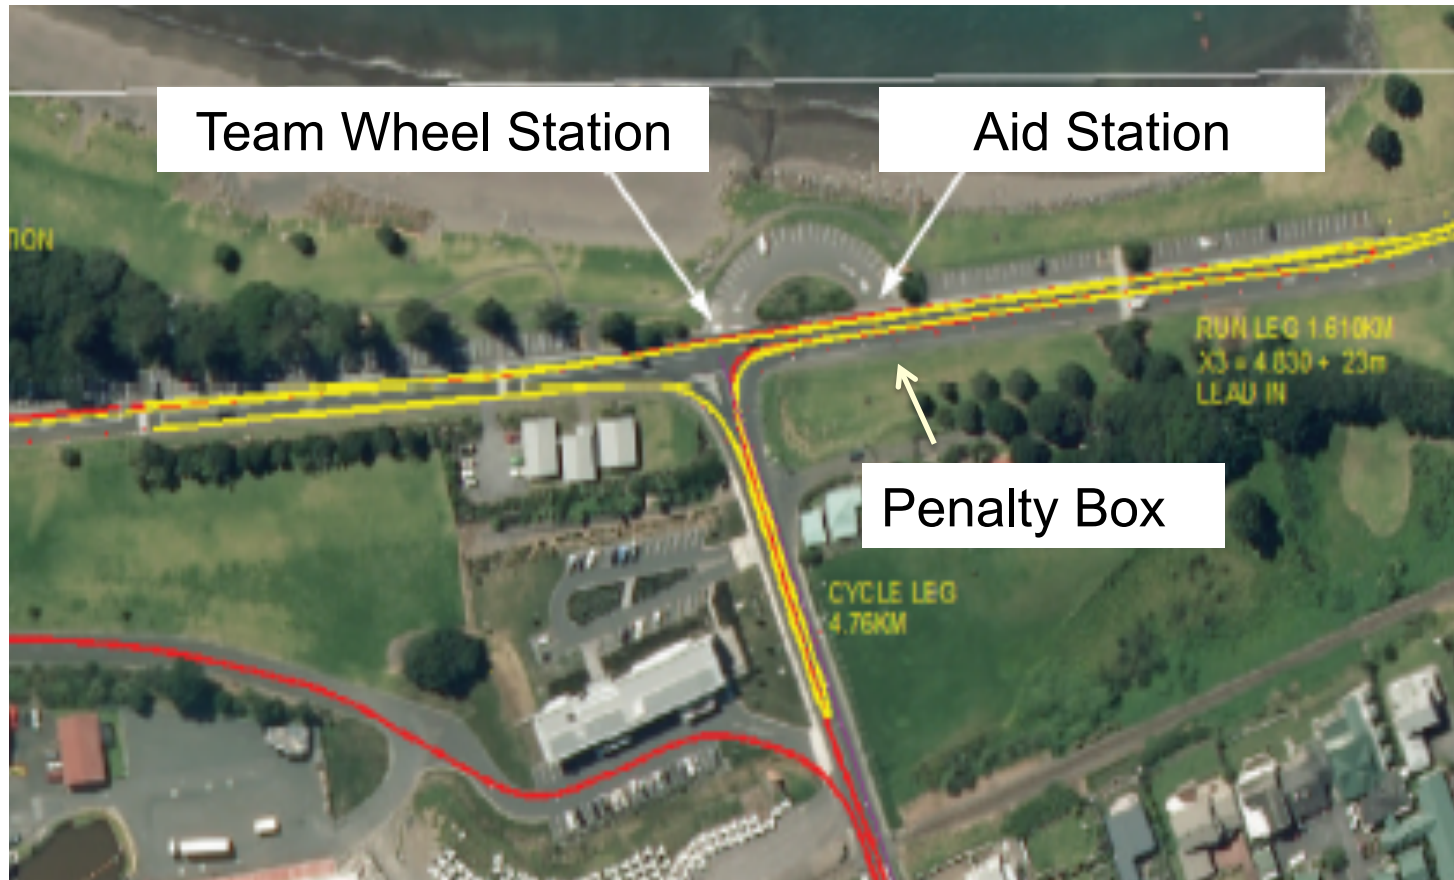 Team Wheel Station
Aid Station
TION
RUN LEG 1.610KM
X3 = 4.830 + 23m
LEAD IN
Penalty Box
CYCLE LEG
4.76KM